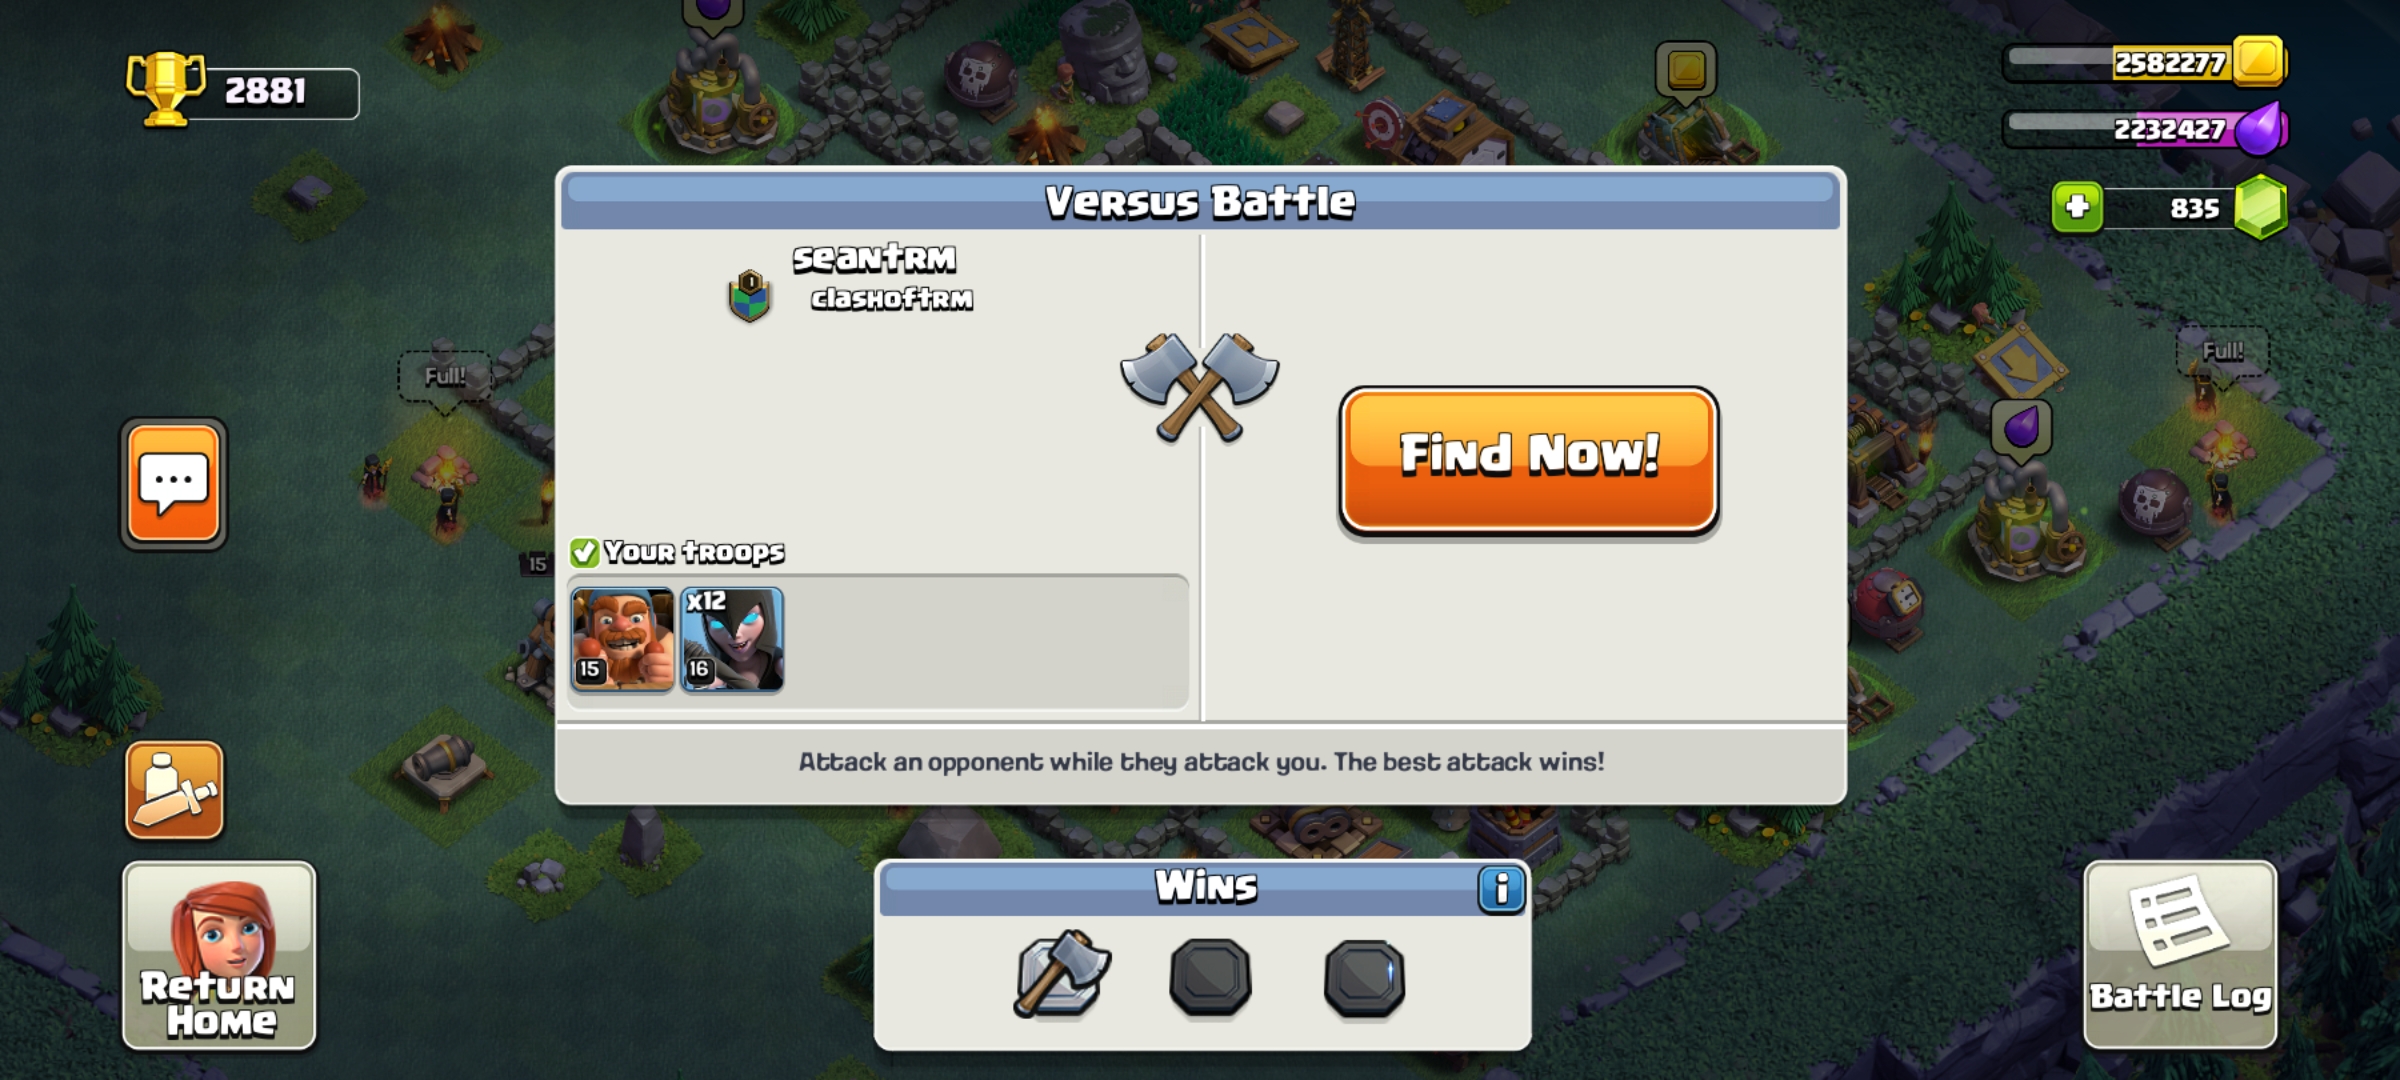 2881
2582277
2232427
835
Versus Battle
seantrm
1
clashoftrm
Full!
Full!
Find Now!
Your troops
15
x12
15
16
Attack an opponent while they attack you. The best attack wins!
Wins
i
Return
Home
Battle Log